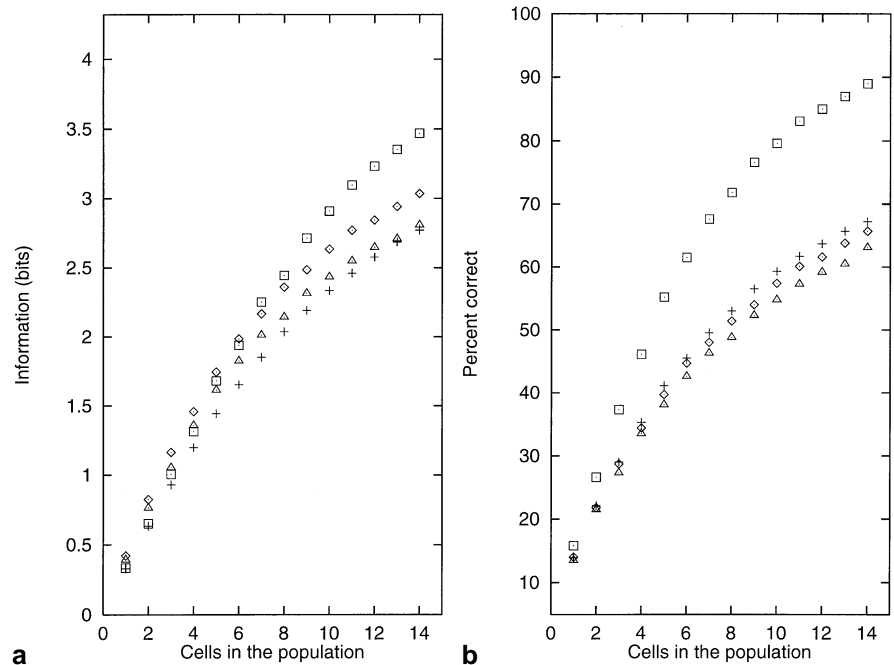 4
3.5
3
2.5
2
1.5
1
0.5
0
Information (bits)
0 2 4 6 8 10 12 14
Cells in the population
a
100
90
80
70
60
50
40
30
20
10
Percent correct
0 2 4 6 8 10 12 14
Cells in the population
b